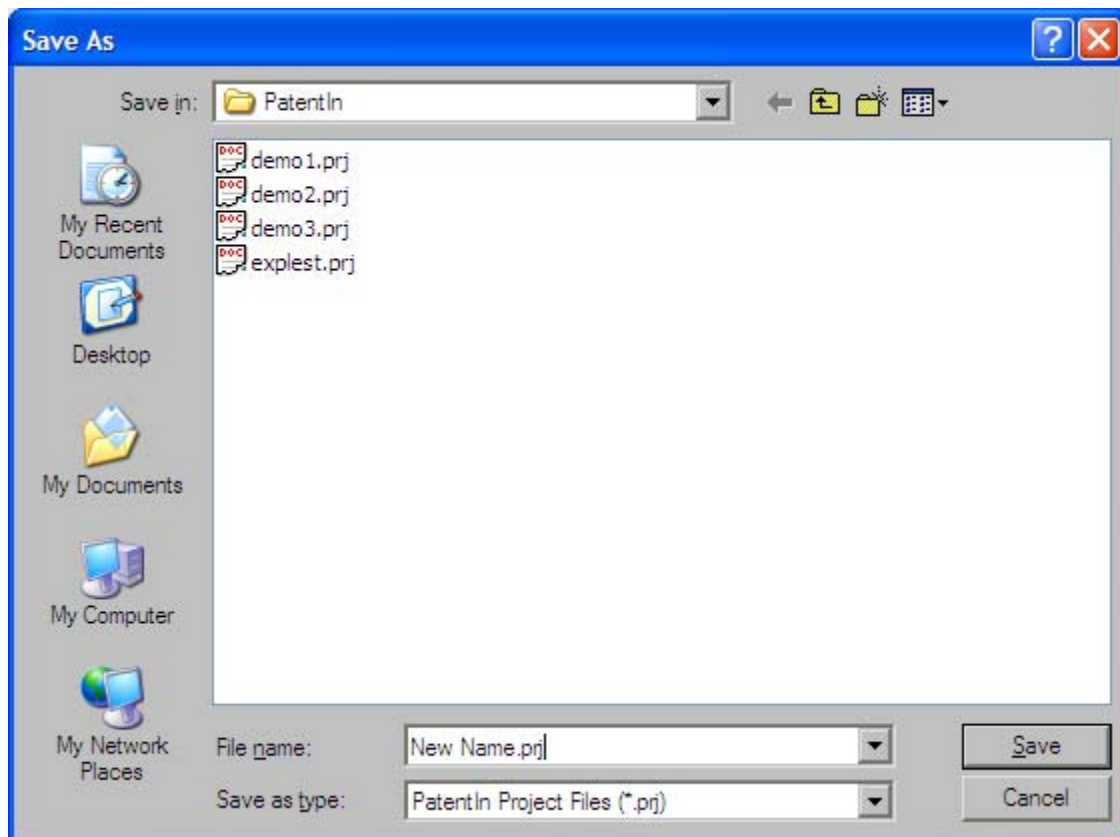 Save As
Save in:
PatentIn
demo1.prj
demo2.prj
demo3.prj
explest.prj
My Recent
Documents
Desktop
My Documents
My Computer
My Network
Places
File name:
New Name.prj
Save
Save as type:
PatentIn Project Files (*.prj)
Cancel